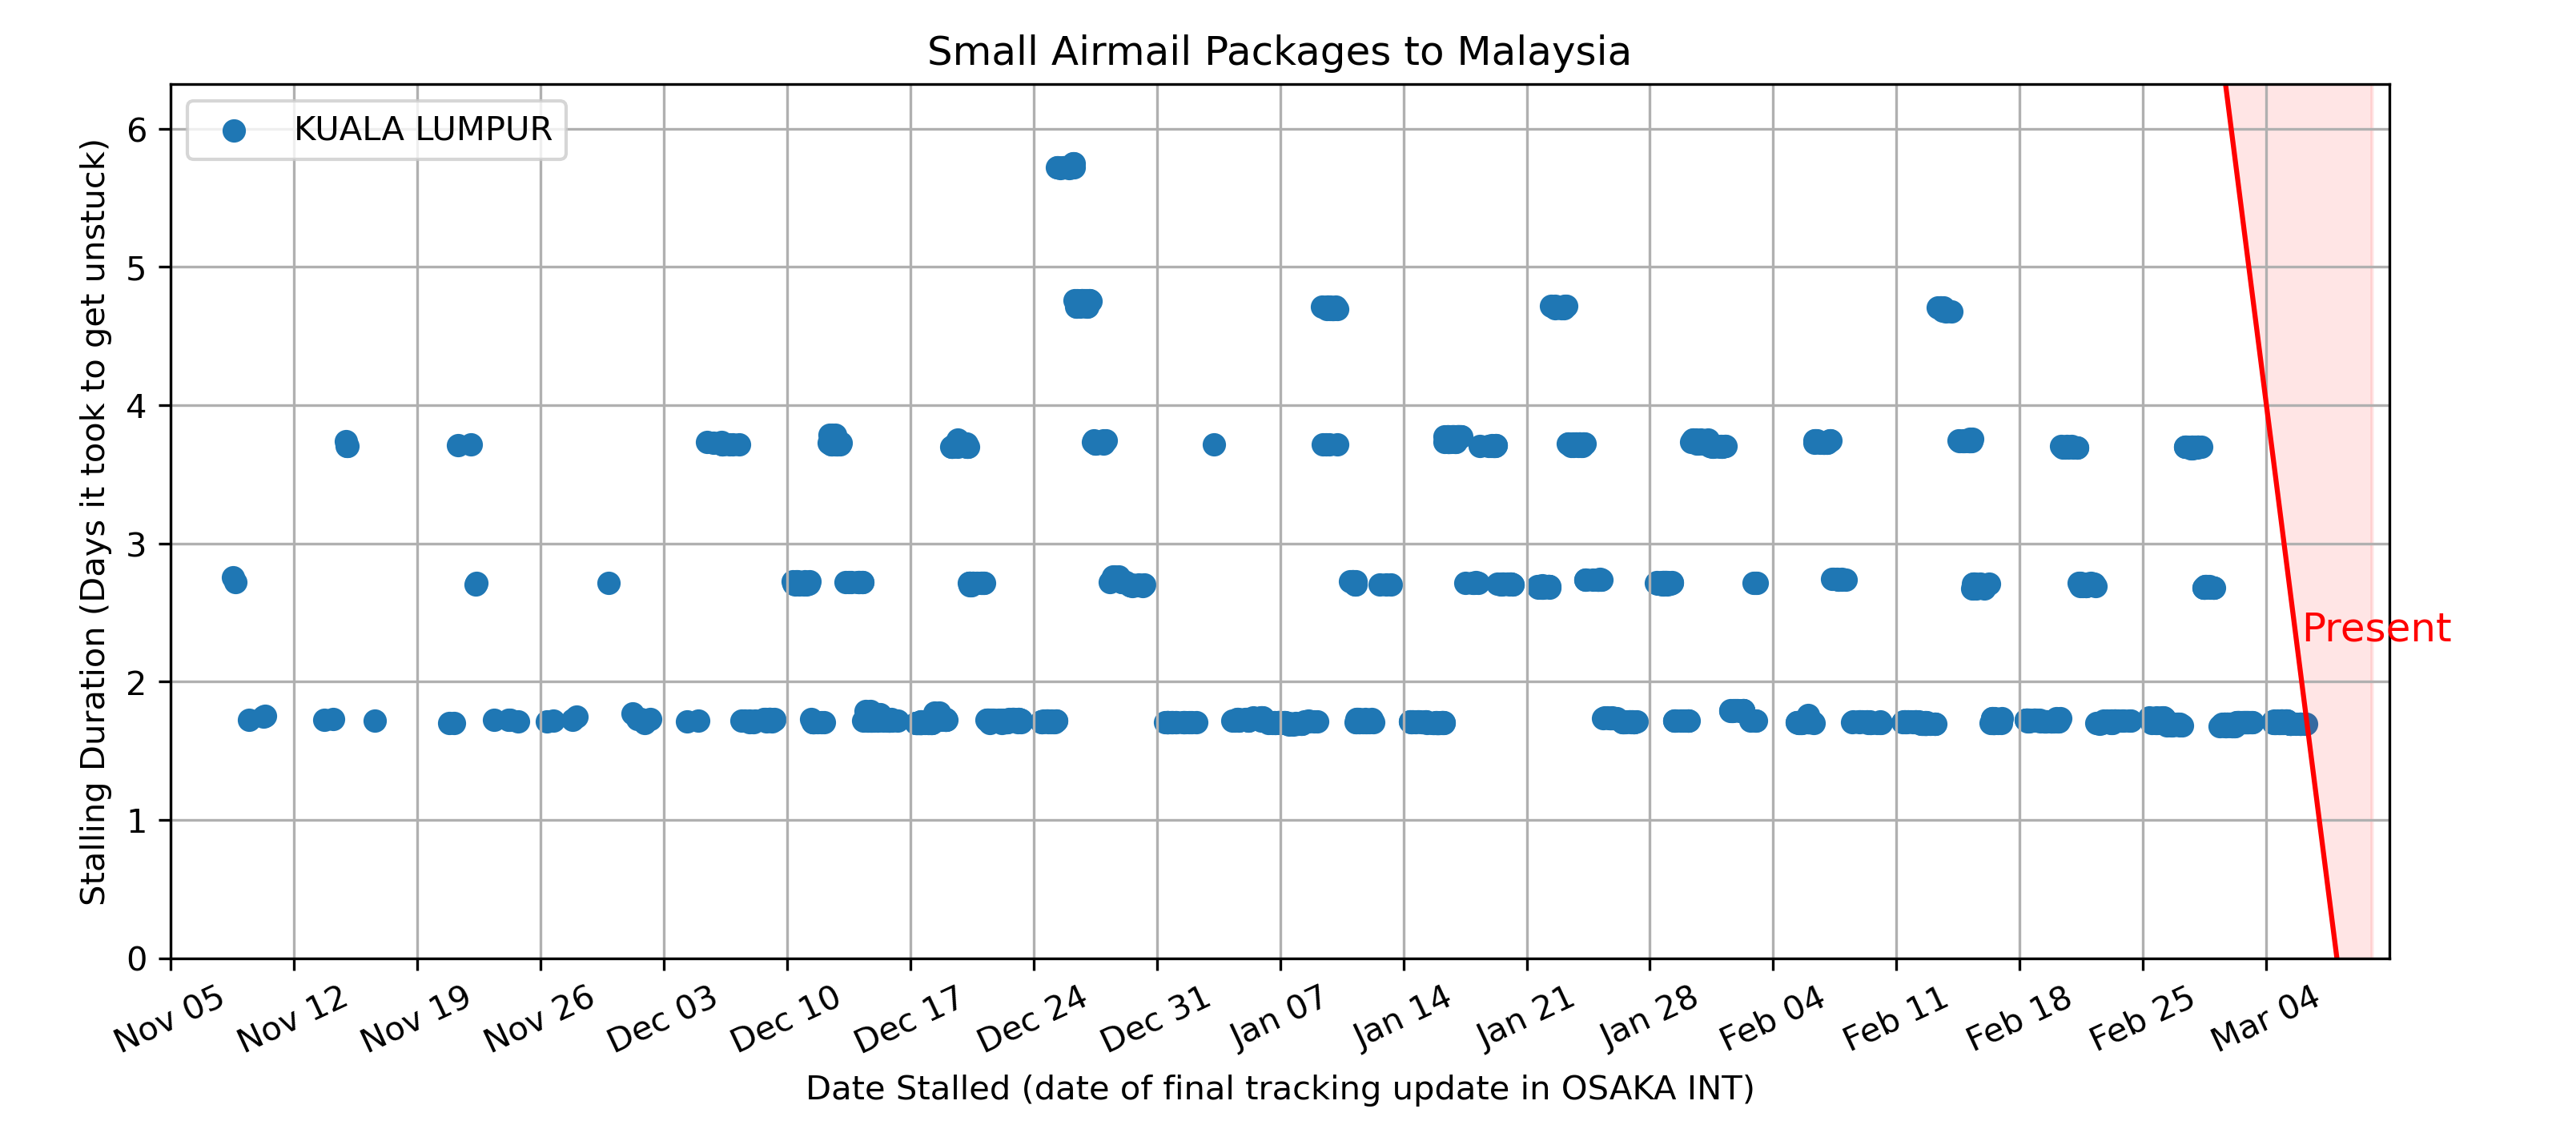 Small Airmail Packages to Malaysia
KUALA LUMPUR
Stalling Duration (Days it took to get unstuck)
6
5
4
3
2
1
0
Present
Nov 05
Nov 12
Nov 19
Nov 26
Dec 03
Dec 10
Dec 17
Dec 24
Dec 31
Jan 07
Jan 14
Jan 21
Jan 28
Feb 04
Feb 11
Feb 18
Feb 25
Mar 04
Date Stalled (date of final tracking update in OSAKA INT)